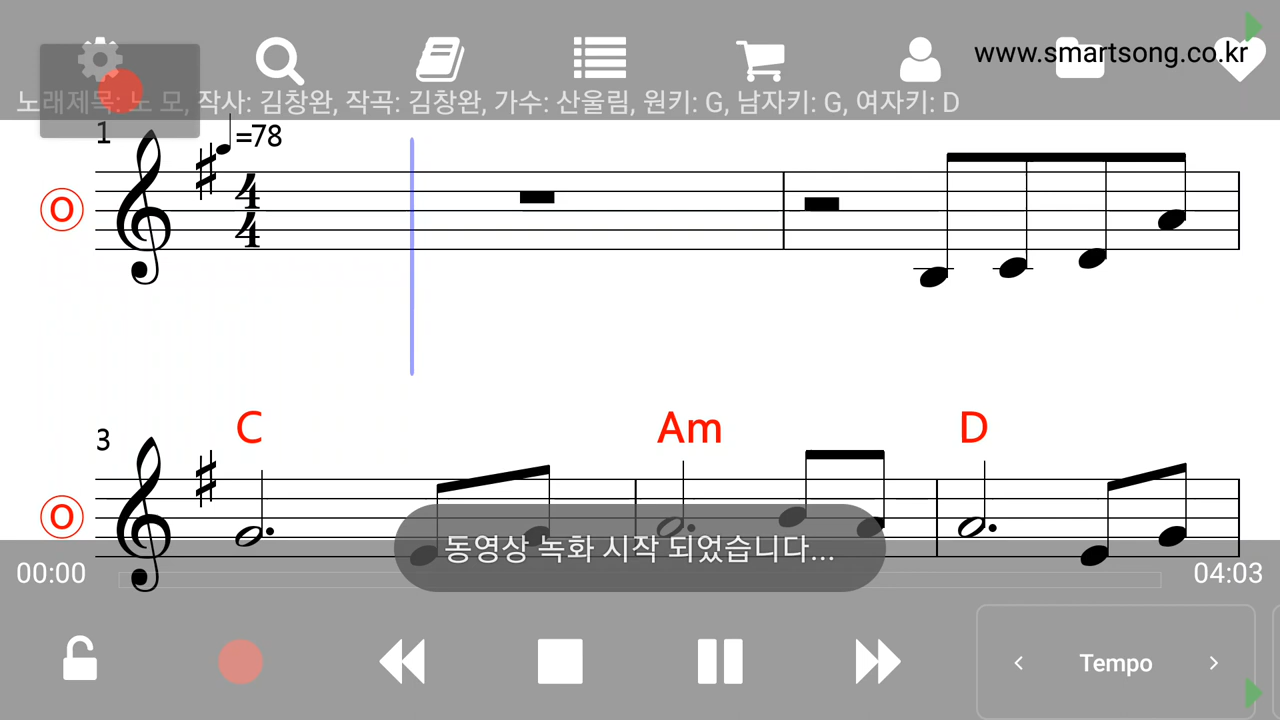 www.smartsong.co.kr
노래제목: 노 모, 작사: 김창완, 작곡: 김창완, 가수: 산울림, 원키: G, 남자키: G, 여자키: D
1
=78
O
4
4
C Am D
3
O
동영상 녹화 시작 되었습니다...
00:00 04:03
Tempo